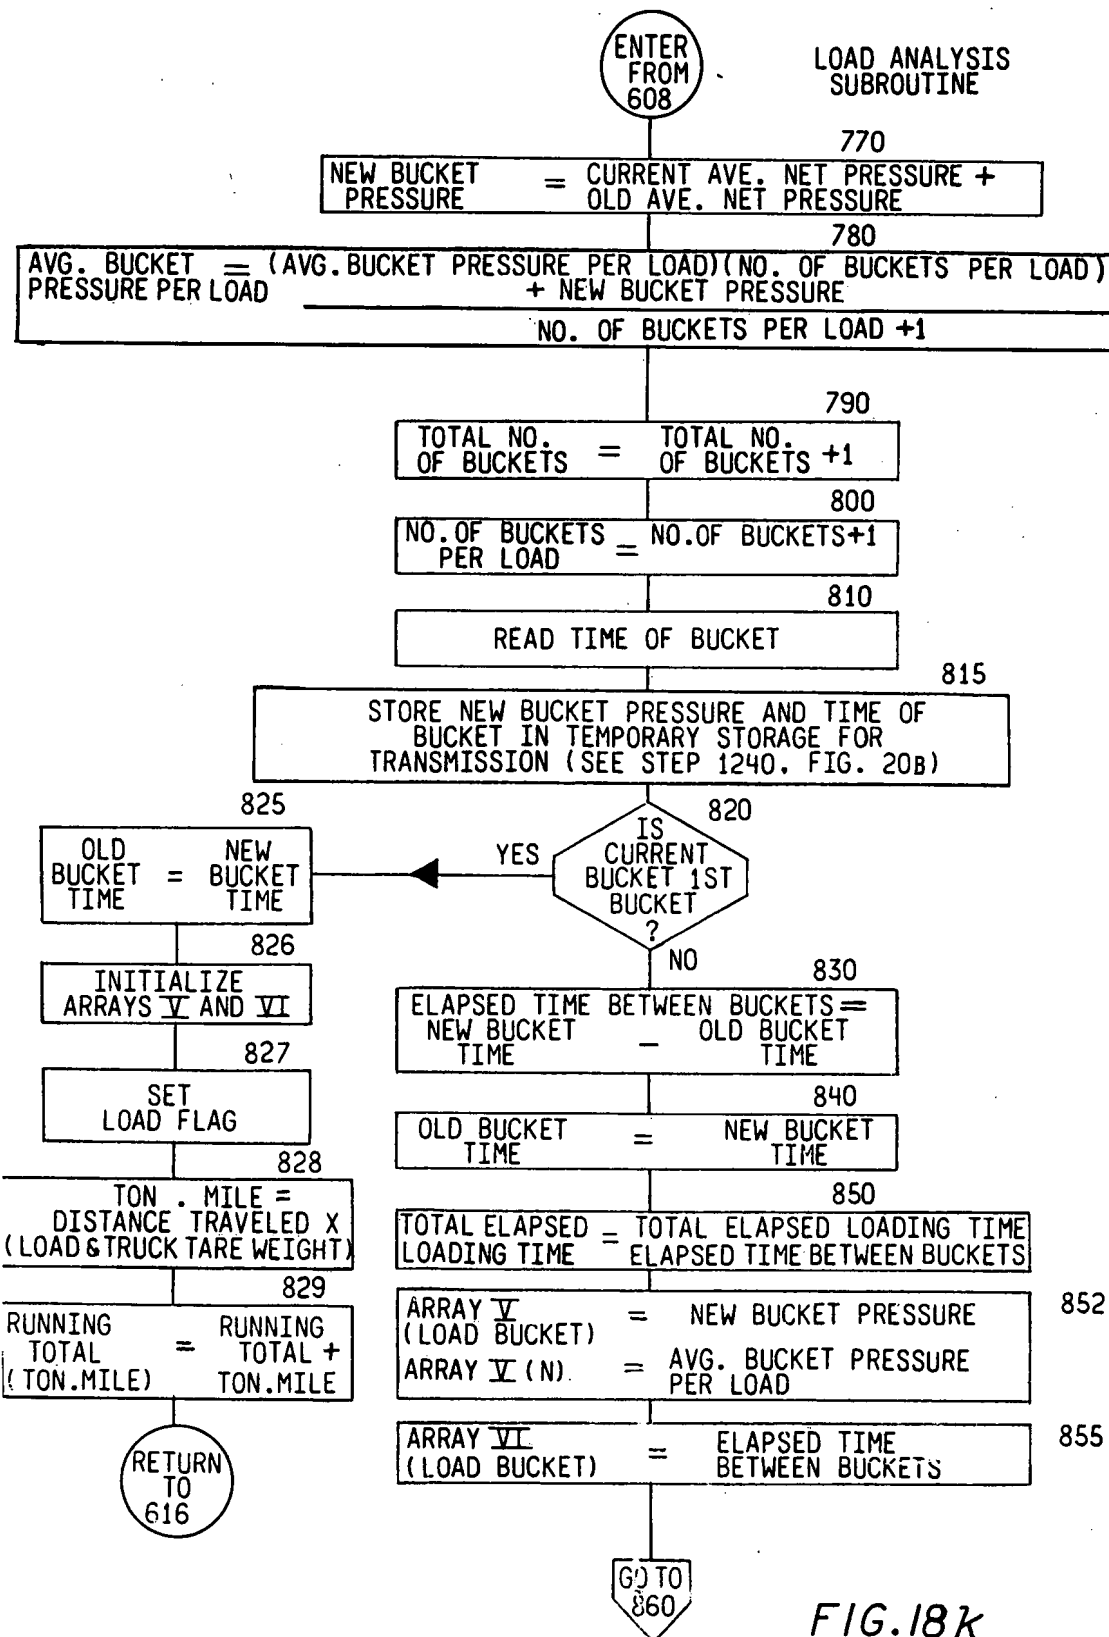 ENTER
FROM
608
LOAD ANALYSIS
SUBROUTINE
770
NEW BUCKET = CURRENT AVE. NET PRESSURE +
PRESSURE OLD AVE. NET PRESSURE
780
AVG. BUCKET = (AVG. BUCKET PRESSURE PER LOAD)(NO. OF BUCKETS PER LOAD)
PRESSURE PER LOAD + NEW BUCKET PRESSURE
NO. OF BUCKETS PER LOAD +1
790
TOTAL NO. = TOTAL NO. +1
OF BUCKETS OF BUCKETS
800
NO. OF BUCKETS = NO. OF BUCKETS+1
PER LOAD
810
READ TIME OF BUCKET
815
STORE NEW BUCKET PRESSURE AND TIME OF
BUCKET IN TEMPORARY STORAGE FOR
TRANSMISSION (SEE STEP 1240. FIG. 20B)
820
IS
CURRENT
BUCKET 1ST
BUCKET
?
YES
825
OLD NEW
BUCKET = BUCKET
TIME TIME
826
INITIALIZE
ARRAYS V AND VI
827
SET
LOAD FLAG
828
TON . MILE =
DISTANCE TRAVELED X
(LOAD & TRUCK TARE WEIGHT)
829
RUNNING RUNNING
TOTAL = TOTAL +
(TON.MILE) TON.MILE
RETURN
TO
616
NO
830
ELAPSED TIME BETWEEN BUCKETS =
NEW BUCKET – OLD BUCKET
TIME TIME
840
OLD BUCKET = NEW BUCKET
TIME TIME
850
TOTAL ELAPSED = TOTAL ELAPSED LOADING TIME
LOADING TIME ELAPSED TIME BETWEEN BUCKETS
852
ARRAY V = NEW BUCKET PRESSURE
(LOAD BUCKET)
ARRAY V (N). = AVG. BUCKET PRESSURE
PER LOAD
855
ARRAY VI = ELAPSED TIME
(LOAD BUCKET) BETWEEN BUCKETS
GO TO
860
FIG. 18k